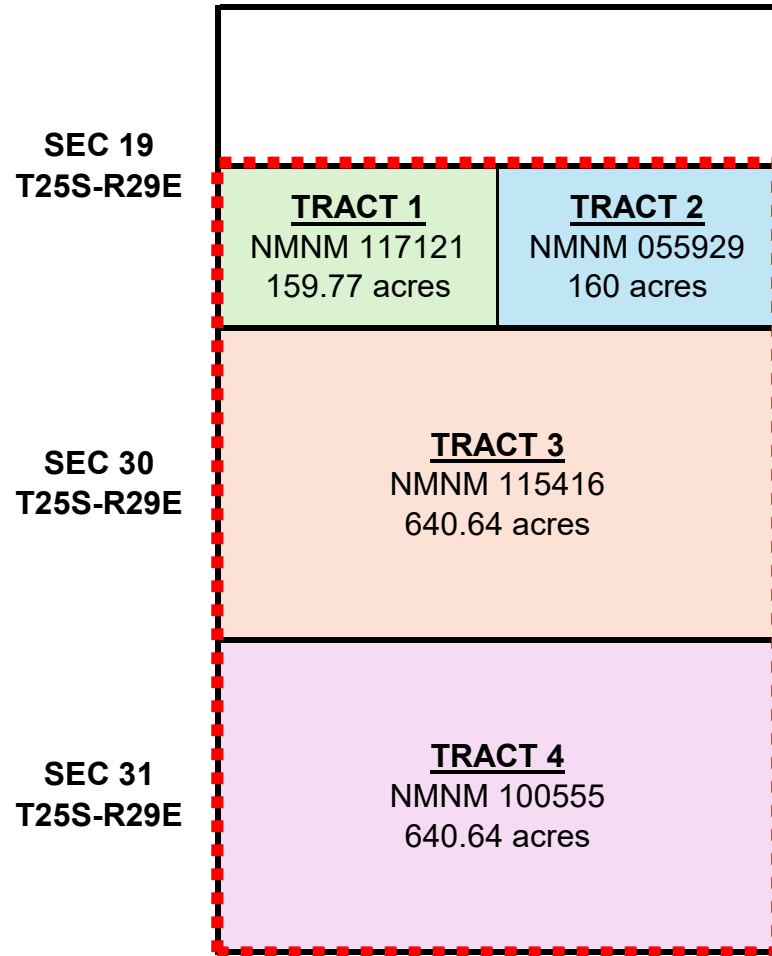 SEC 19
T25S-R29E
TRACT 1
NMNM 117121
159.77 acres
TRACT 2
NMNM 055929
160 acres
SEC 30
T25S-R29E
TRACT 3
NMNM 115416
640.64 acres
SEC 31
T25S-R29E
TRACT 4
NMNM 100555
640.64 acres